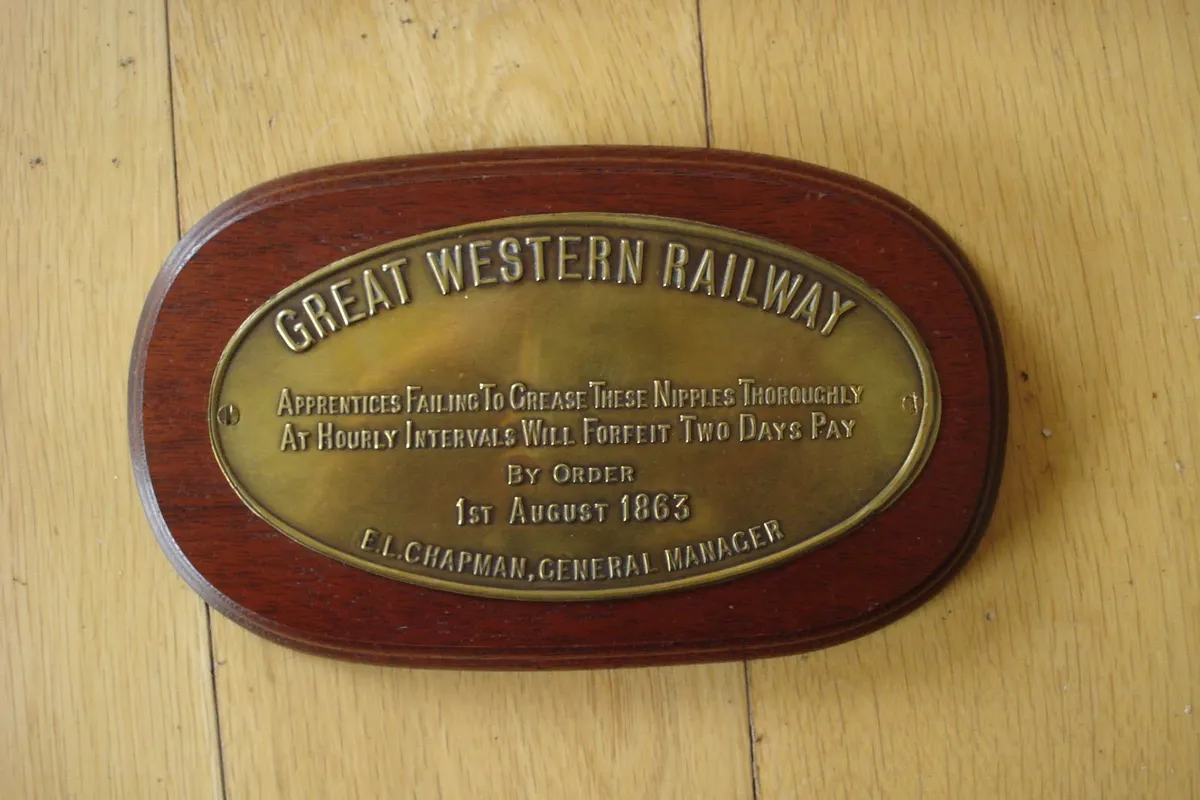 GREAT WESTERN RAILWAY
APPRENTICES FAILING TO GREASE THESE NIPPLES THOROUGHLY
AT HOURLY INTERVALS WILL FORFEIT TWO DAYS PAY
BY ORDER
1ST AUGUST 1863
E.L.CHAPMAN, GENERAL MANAGER